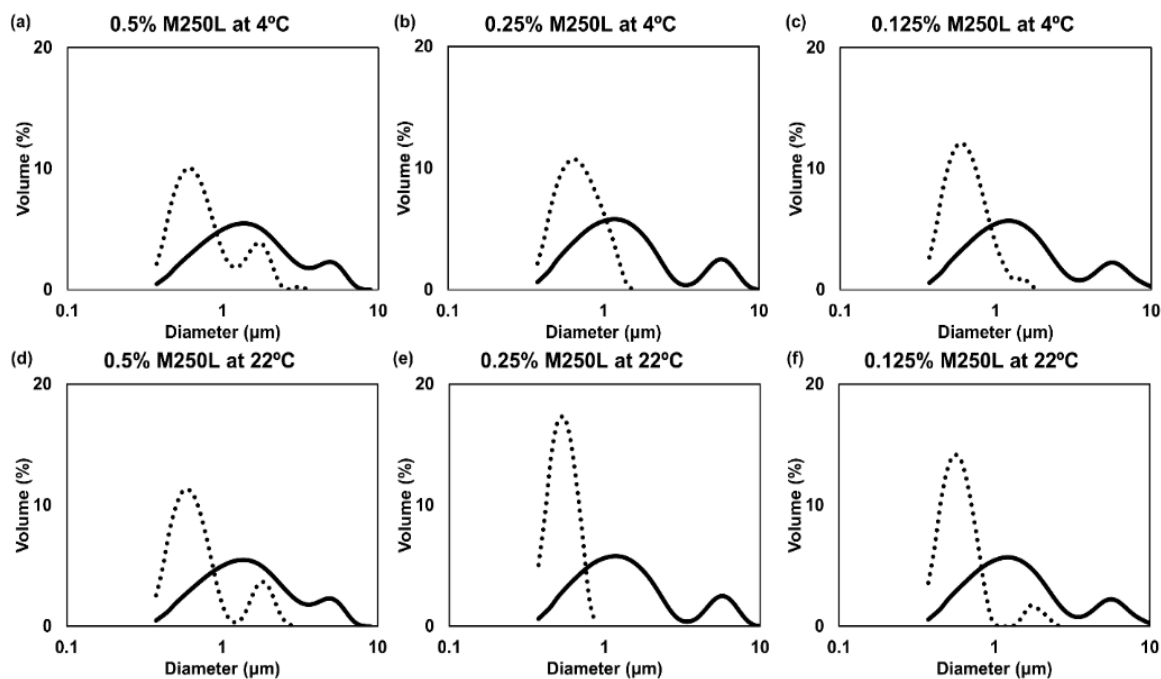 (a) 0.5% M250L at 4ºC
20
10
0
Volume (%)
0.1 1 10
Diameter (µm)
(b) 0.25% M250L at 4ºC
20
10
0
Volume (%)
0.1 1 10
Diameter (µm)
(c) 0.125% M250L at 4ºC
20
10
0
Volume (%)
0.1 1 10
Diameter (µm)
(d) 0.5% M250L at 22ºC
20
10
0
Volume (%)
0.1 1 10
Diameter (µm)
(e) 0.25% M250L at 22ºC
20
10
0
Volume (%)
0.1 1 10
Diameter (µm)
(f) 0.125% M250L at 22ºC
20
10
0
Volume (%)
0.1 1 10
Diameter (µm)